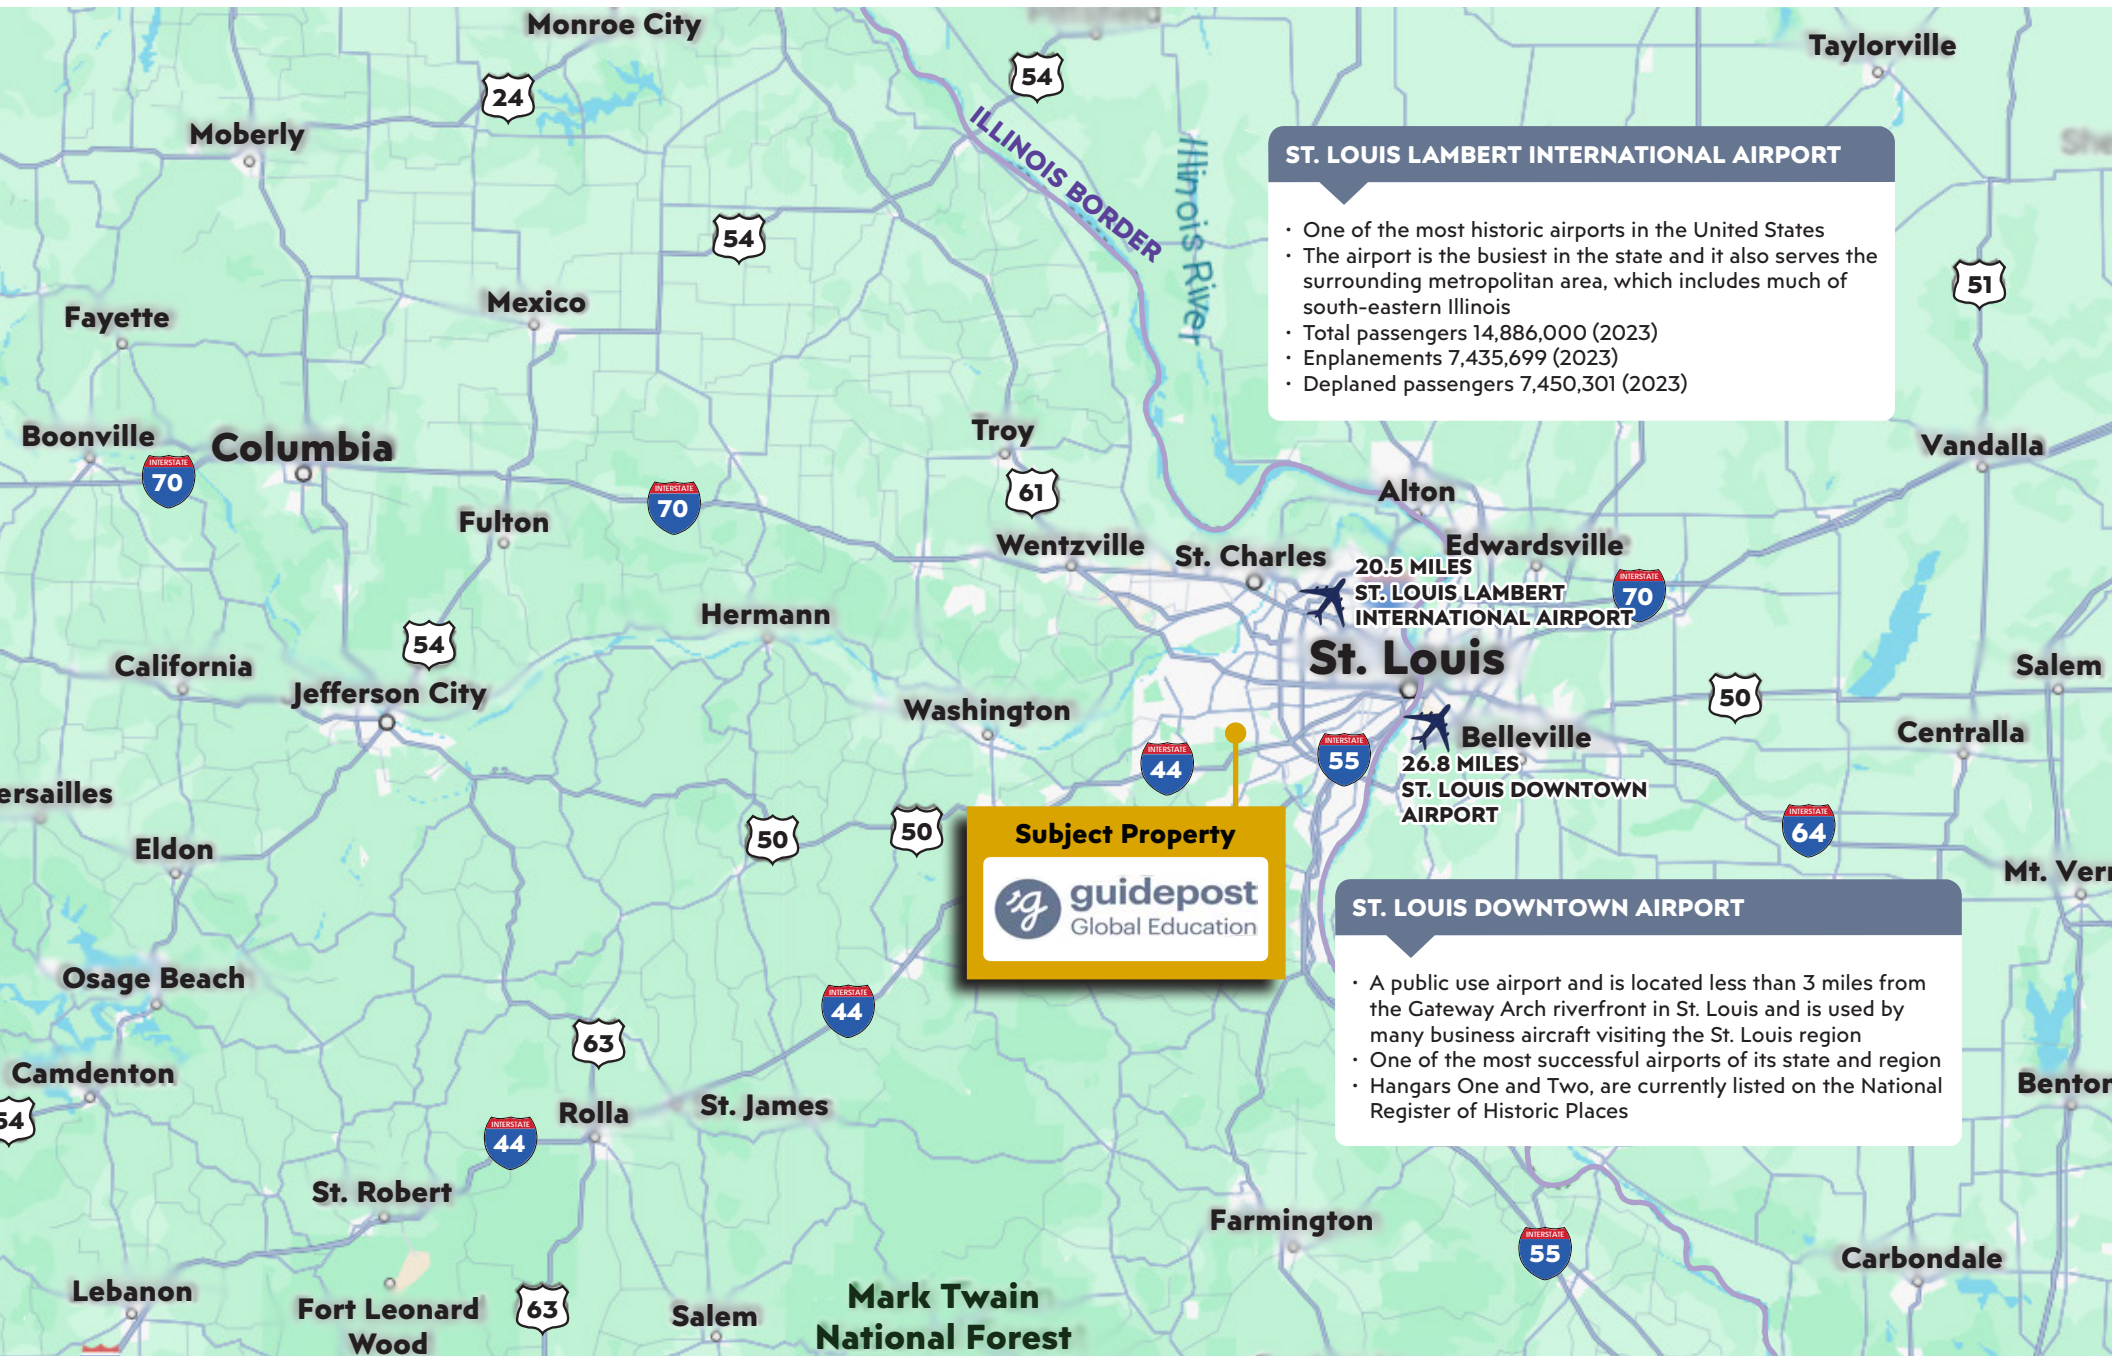 Monroe City
Taylorville
24
54
Moberly
ILLINOIS BORDER
Illinois River
ST. LOUIS LAMBERT INTERNATIONAL AIRPORT
• One of the most historic airports in the United States
• The airport is the busiest in the state and it also serves the
surrounding metropolitan area, which includes much of
south-eastern Illinois
• Total passengers 14,886,000 (2023)
• Enplanements 7,435,699 (2023)
• Deplaned passengers 7,450,301 (2023)
54
51
Mexico
Fayette
Boonville
Columbia
Troy
Vandalla
INTERSTATE
70
INTERSTATE
70
61
Alton
Fulton
Wentzville
St. Charles
Edwardsville
20.5 MILES
ST. LOUIS LAMBERT
INTERNATIONAL AIRPORT
INTERSTATE
70
Hermann
54
California
Jefferson City
St. Louis
Salem
Washington
50
Belleville
Centralla
INTERSTATE
44
INTERSTATE
55
26.8 MILES
ST. LOUIS DOWNTOWN
AIRPORT
ersailles
Eldon
50
50
INTERSTATE
64
Subject Property
guidepost
Global Education
Mt. Ver
ST. LOUIS DOWNTOWN AIRPORT
• A public use airport and is located less than 3 miles from
the Gateway Arch riverfront in St. Louis and is used by
many business aircraft visiting the St. Louis region
• One of the most successful airports of its state and region
• Hangars One and Two, are currently listed on the National
Register of Historic Places
Osage Beach
INTERSTATE
44
63
Camdenton
54
Bentor
Rolla
St. James
INTERSTATE
44
St. Robert
Farmington
INTERSTATE
55
Carbondale
Lebanon
Fort Leonard
Wood
63
Salem
Mark Twain
National Forest